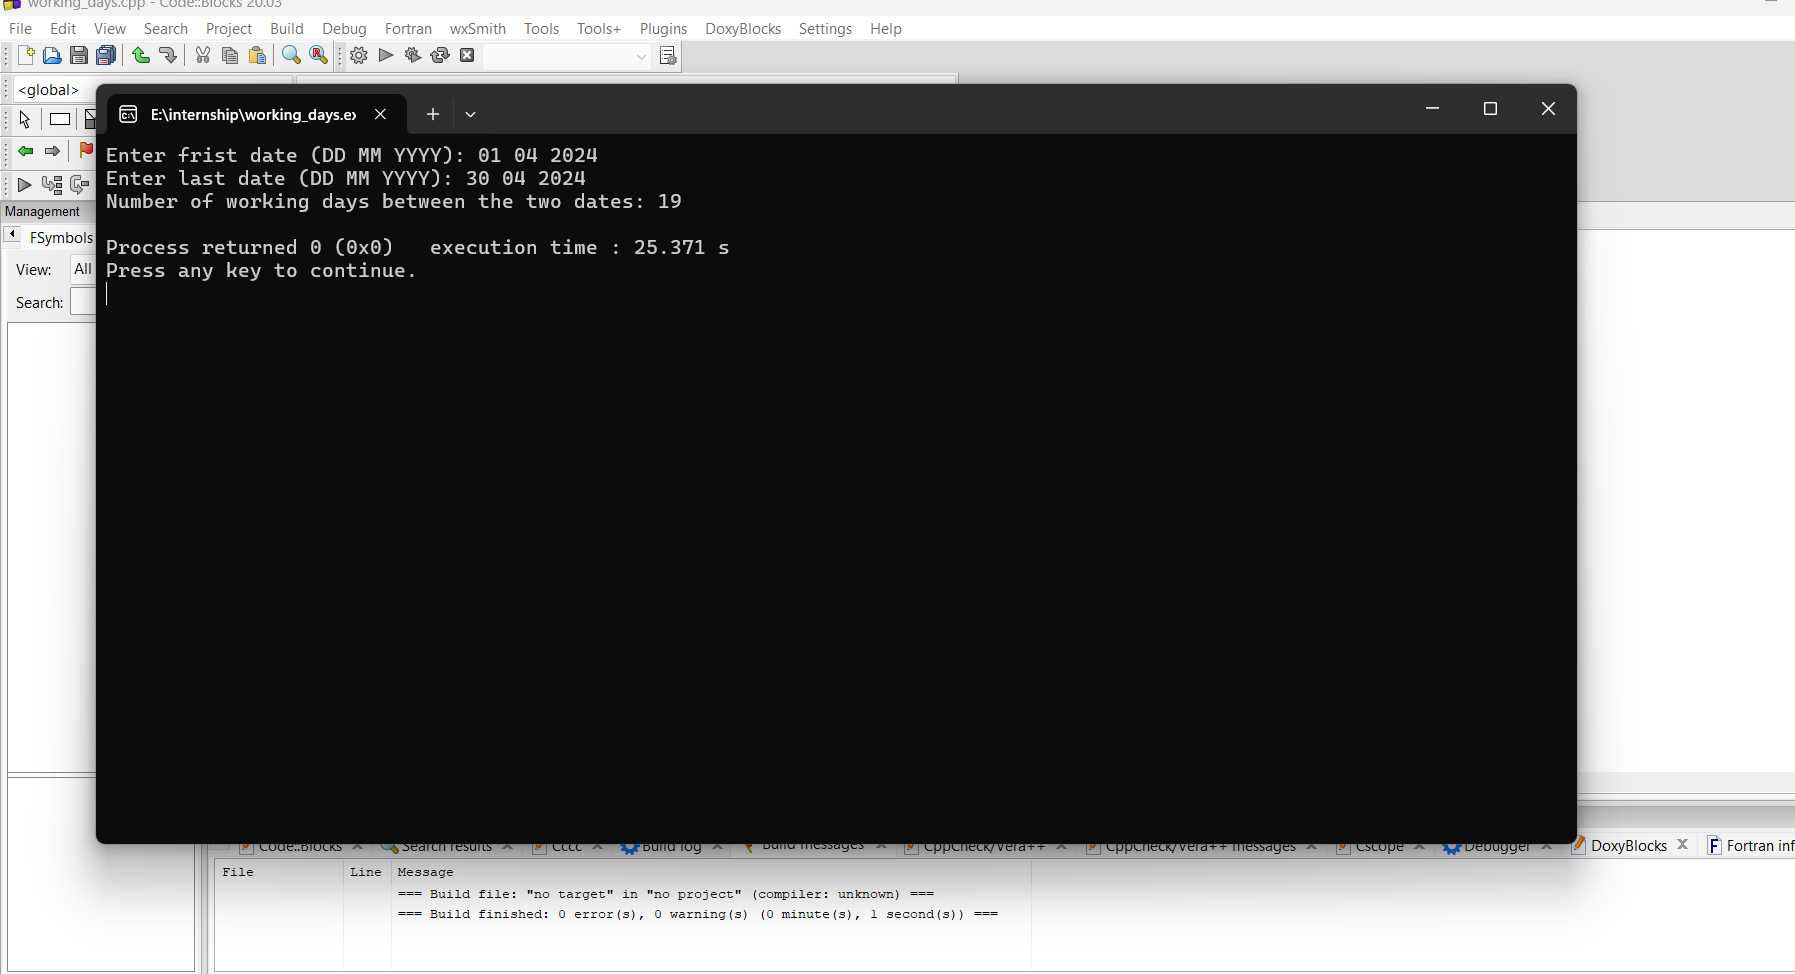 working_days.cpp - Code::Blocks 20.03
File Edit View Search Project Build Debug Fortran wxSmith Tools Tools+ Plugins DoxyBlocks Settings Help
<global>
E:\internship\working_days.ex
Enter frist date (DD MM YYYY): 01 04 2024
Enter last date (DD MM YYYY): 30 04 2024
Number of working days between the two dates: 19
Process returned 0 (0x0)   execution time : 25.371 s
Press any key to continue.
Management
FSymbols
View: All
Search:
Code::Blocks Search results Cccc Build log Build messages CppCheck/Vera++ CppCheck/Vera++ messages Cscope Debugger DoxyBlocks Fortran inf
File Line Message
=== Build file: "no target" in "no project" (compiler: unknown) ===
=== Build finished: 0 error(s), 0 warning(s) (0 minute(s), 1 second(s)) ===